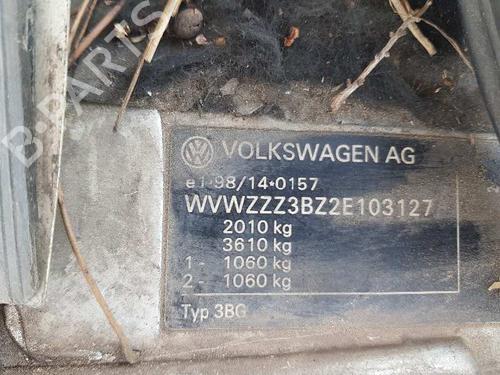 B-PARTS
VOLKSWAGEN AG
e1*98/14*0157
WVWZZZ3BZ2E103127
2010 kg
3610 kg
1 - 1060 kg
2 - 1060 kg
Typ 3BG